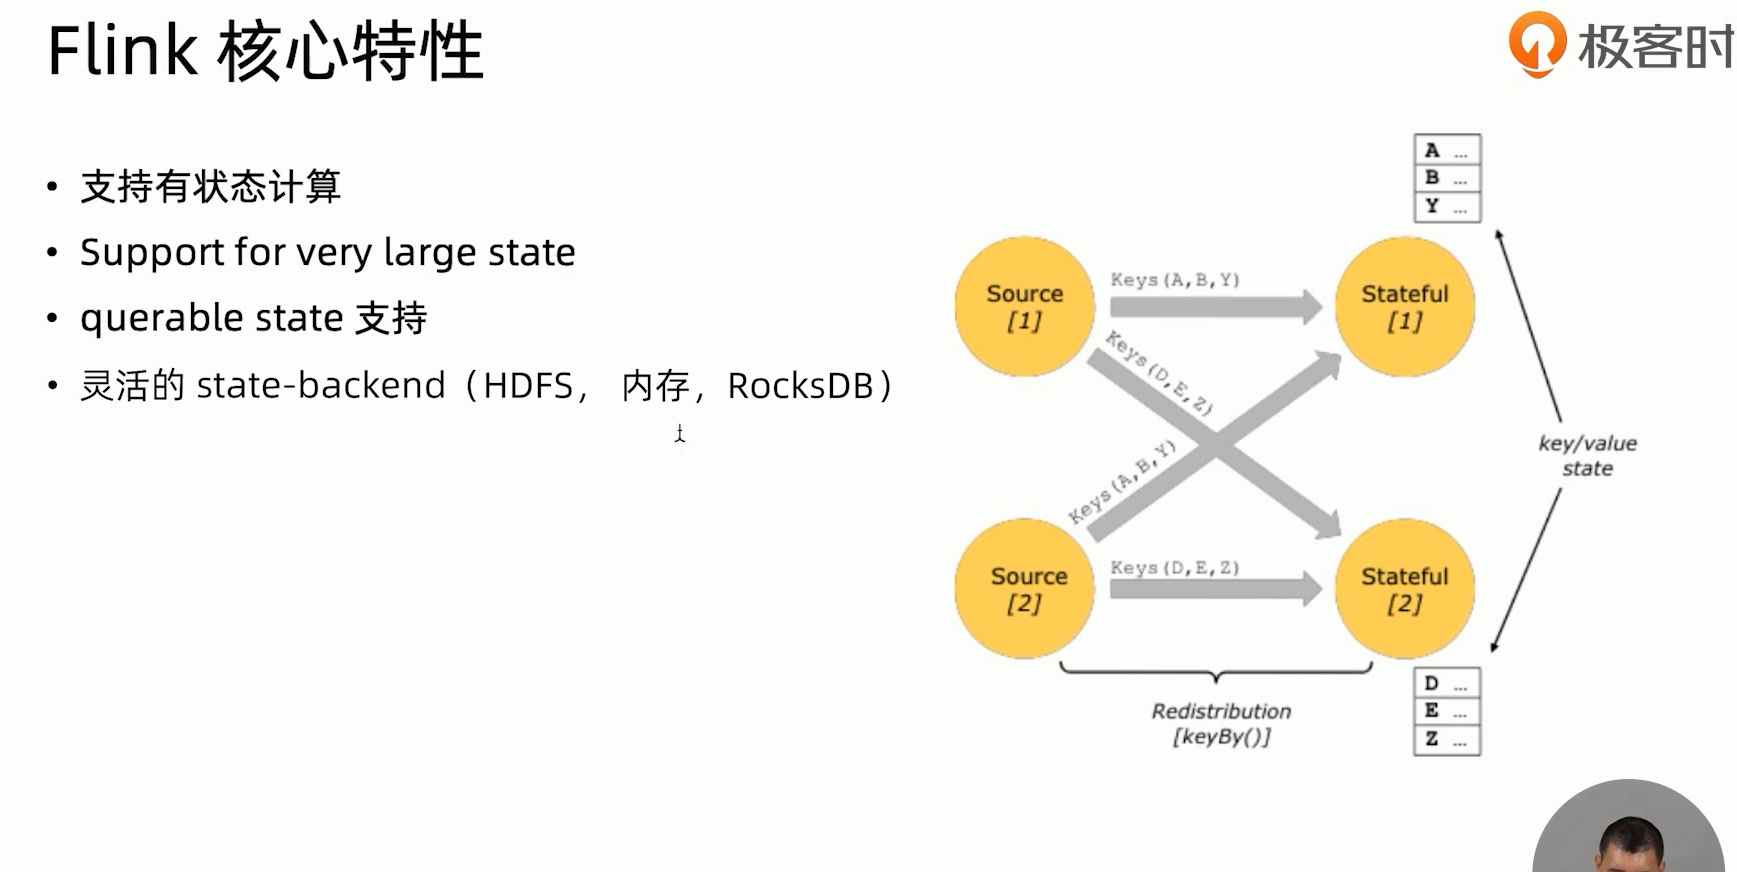 Flink 核心特性
极客时
• 支持有状态计算
• Support for very large state
• querable state 支持
• 灵活的 state-backend（HDFS， 内存，RocksDB）
A ...
B ...
Y ...
Source
[1]
Keys(A,B,Y)
Stateful
[1]
Keys(D,E,Z)
key/value
state
Keys(A,B,Y)
Source
[2]
Keys(D,E,Z)
Stateful
[2]
D ...
E ...
Z ...
Redistribution
[keyBy()]